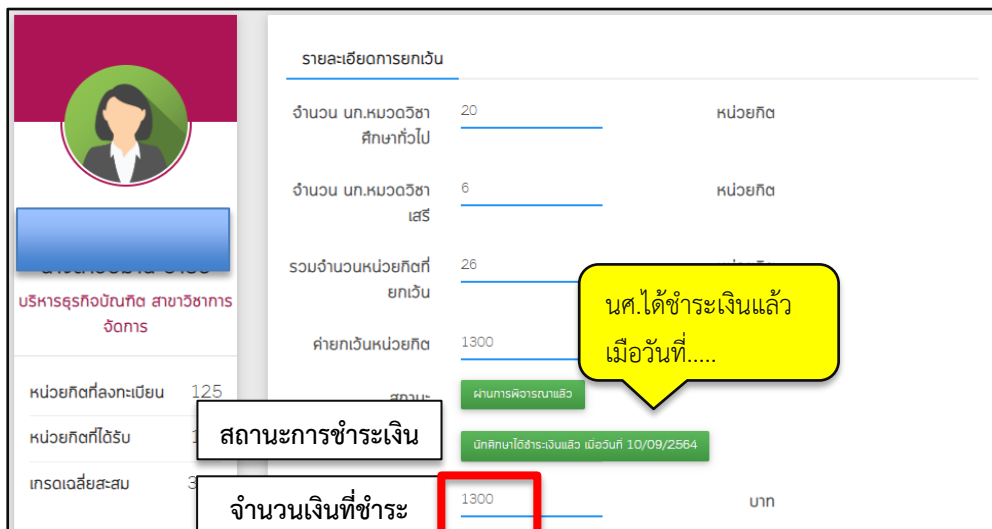 รายละเอียดการยกเว้น
จำนวน นก.หมวดวิชา 20 หน่วยกิต
ศึกษาทั่วไป
จำนวน นก.หมวดวิชา 6 หน่วยกิต
เสรี
รวมจำนวนหน่วยกิตที่ 26
ยกเว้น
ค่ายกเว้นหน่วยกิต 1300
นศ.ได้ชำระเงินแล้ว
เมื่อวันที่.....
สถานะ ผ่านการพิจารณาแล้ว
นักศึกษาได้ชำระเงินแล้ว เมื่อวันที่ 10/09/2564
1300 บาท
บริหารธุรกิจบัณฑิต สาขาวิชาการ
จัดการ
หน่วยกิตที่ลงทะเบียน 125
หน่วยกิตที่ได้รับ
เกรดเฉลี่ยสะสม
สถานะการชำระเงิน
จำนวนเงินที่ชำระ